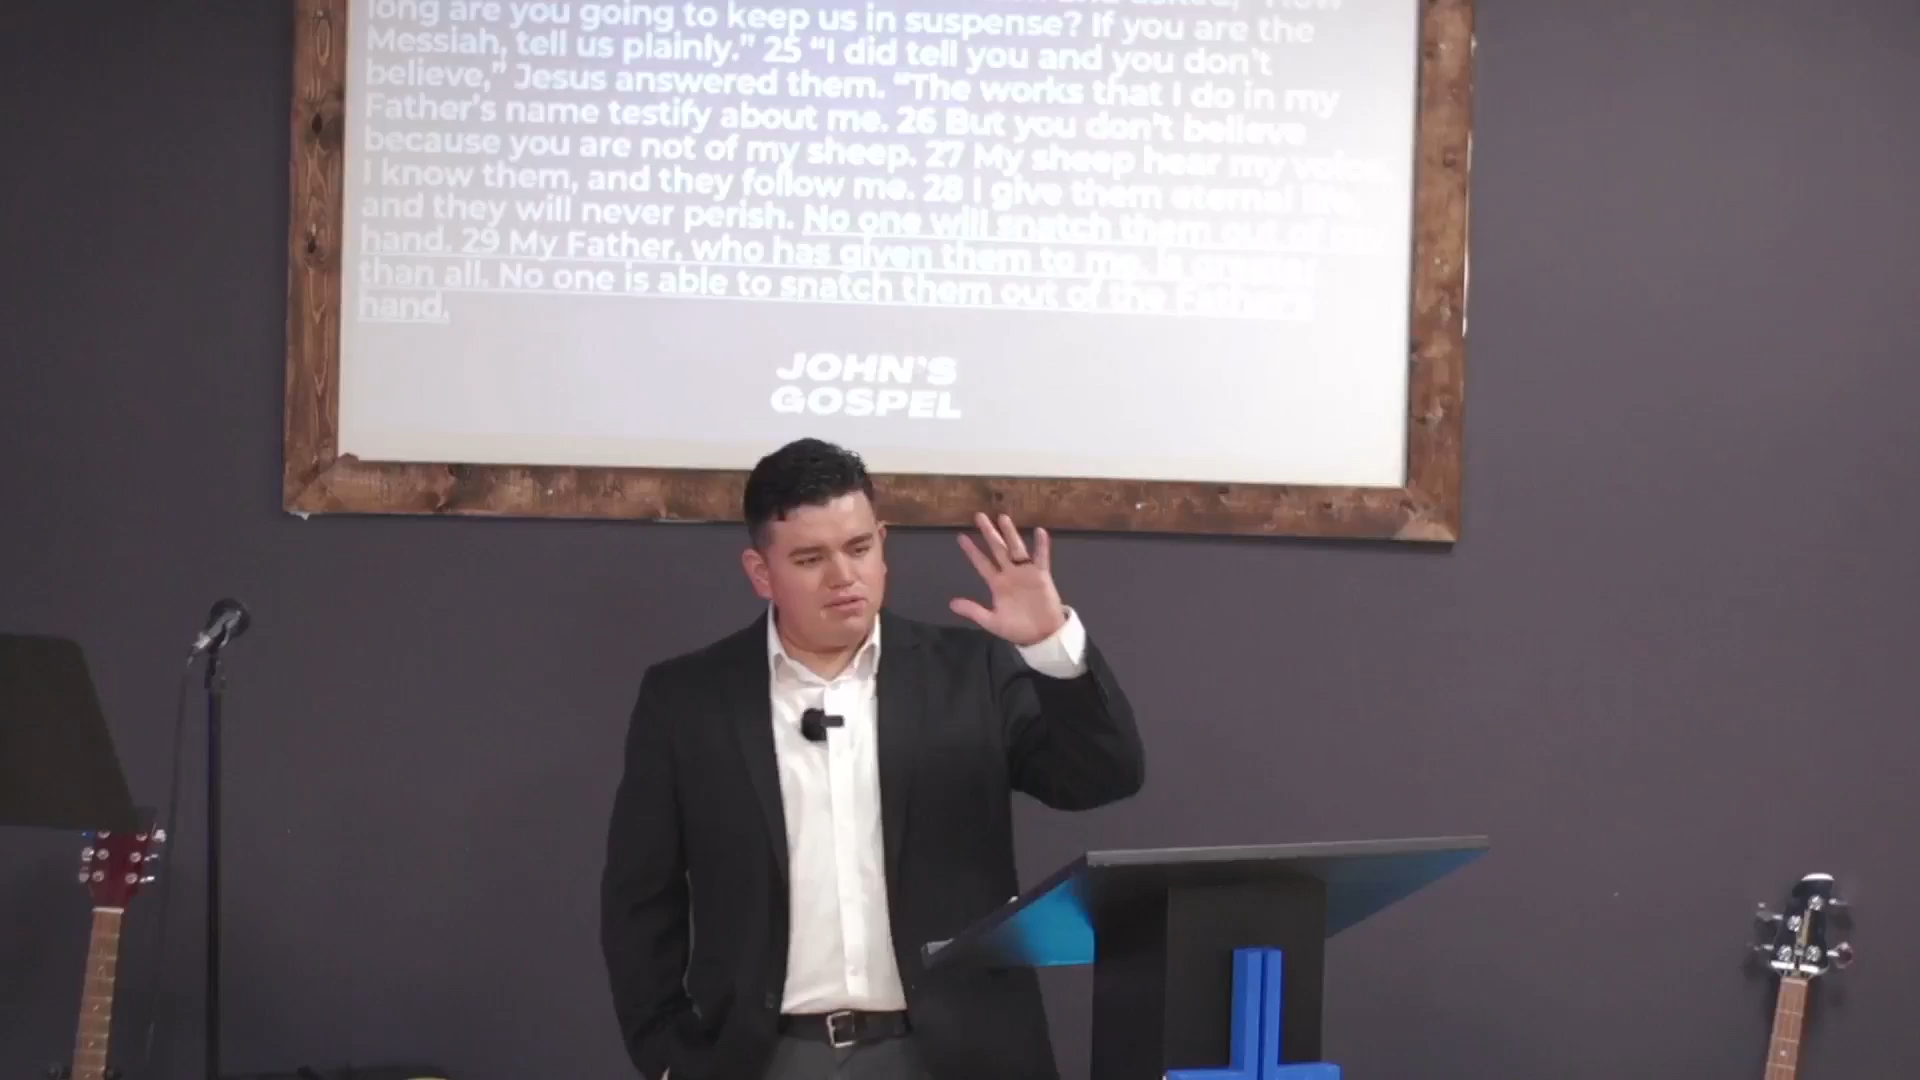 long are you going to keep us in suspense? If you are the
Messiah, tell us plainly.” 25 “I did tell you and you don’t
believe,” Jesus answered them. “The works that I do in my
Father’s name testify about me. 26 But you don’t believe
because you are not of my sheep. 27 My sheep hear my voice,
I know them, and they follow me. 28 I give them eternal life,
and they will never perish. No one will snatch them out of my
hand. 29 My Father, who has given them to me, is greater
than all. No one is able to snatch them out of the Father’s
hand.
JOHN’S
GOSPEL